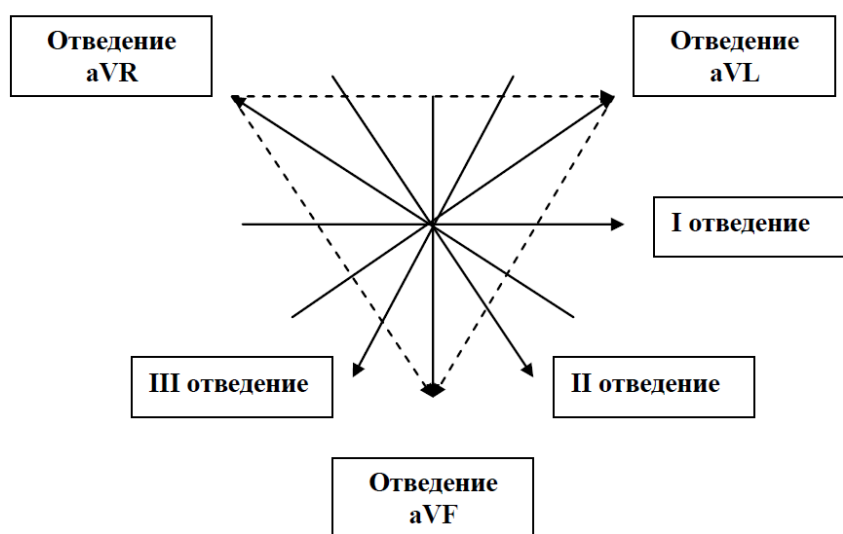 Отведение
aVR
Отведение
aVL
I отведение
III отведение
II отведение
Отведение
aVF